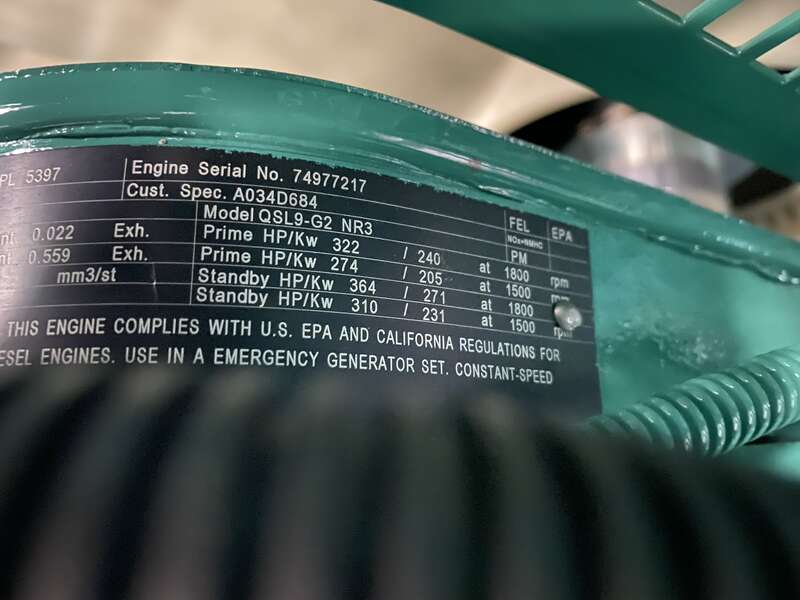 PL 5397 Engine Serial No. 74977217
Cust. Spec. A034D684
Model QSL9-G2 NR3 FEL EPA
0.022 Exh. Prime HP/Kw 322 / 240 at 1800 rpm NOx+NMHC
0.559 Exh. Prime HP/Kw 274 / 205 at 1500 PM
mm3/st Standby HP/Kw 364 / 271 at 1800
Standby HP/Kw 310 / 231 at 1500
THIS ENGINE COMPLIES WITH U.S. EPA AND CALIFORNIA REGULATIONS FOR
ESEL ENGINES. USE IN A EMERGENCY GENERATOR SET. CONSTANT-SPEED